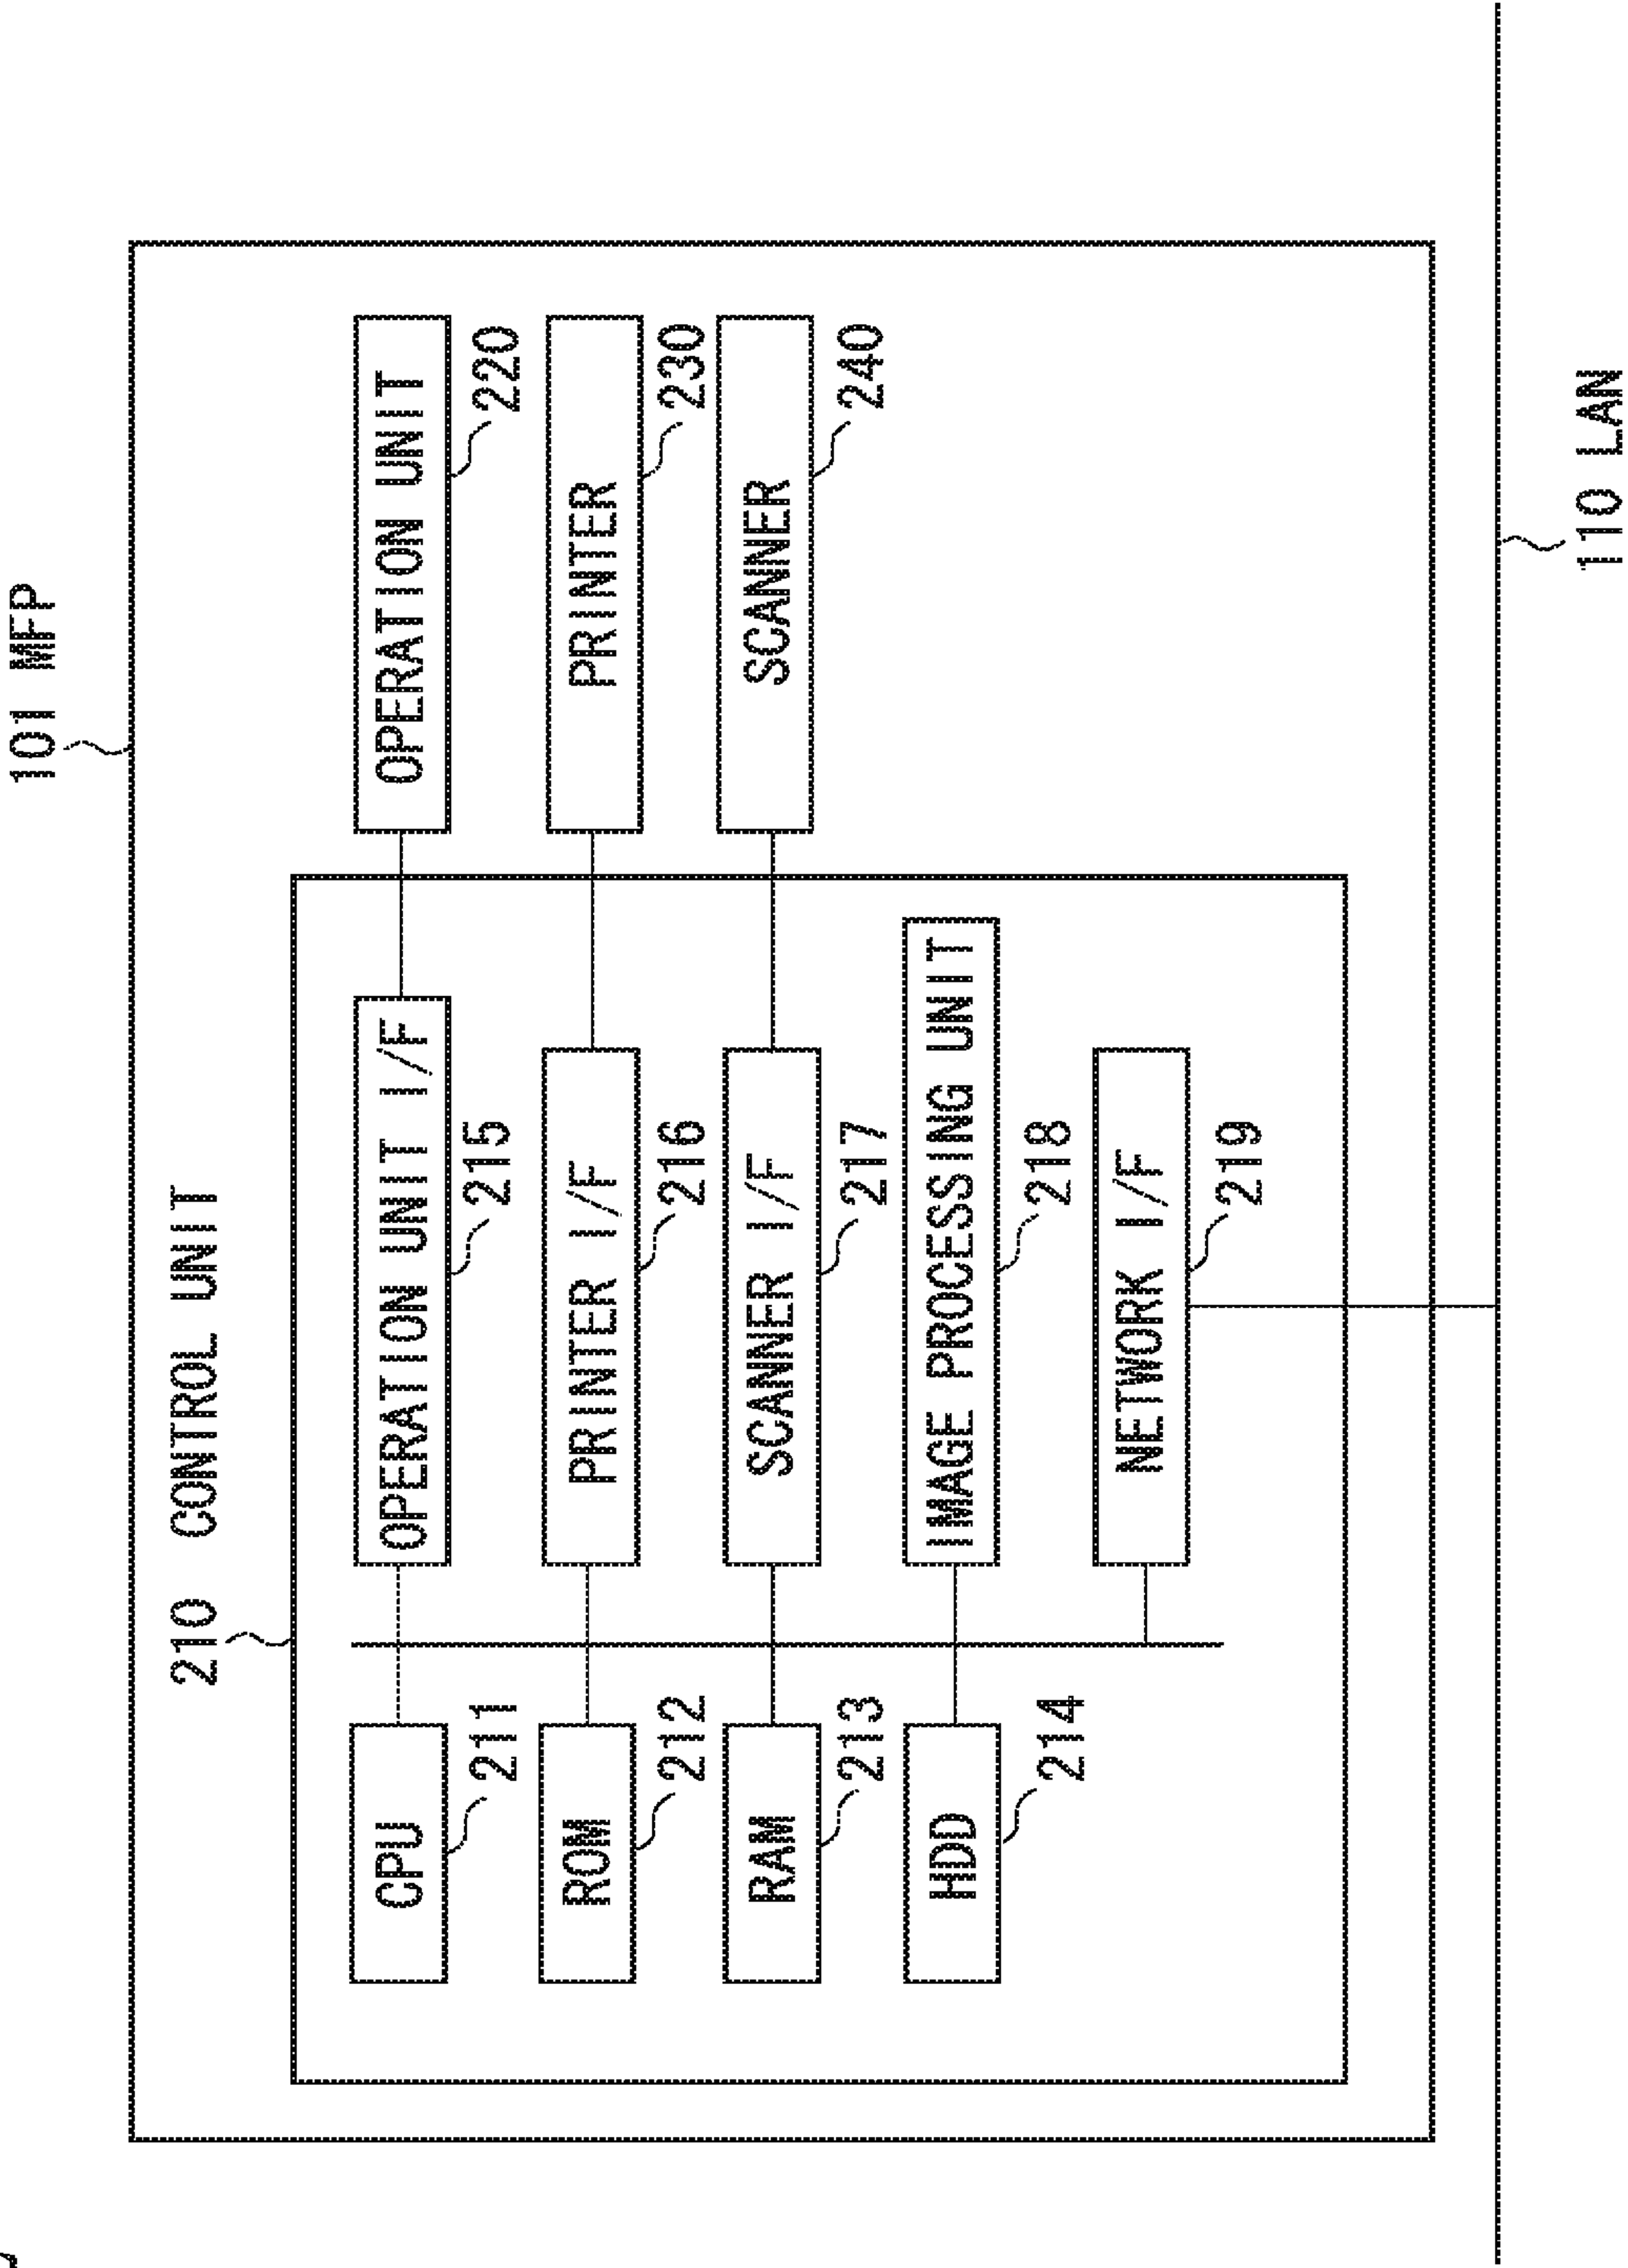 101 MFP
210 CONTROL UNIT
CPU
211
OPERATION UNIT I/F
215
OPERATION UNIT
220
ROM
212
PRINTER I/F
216
PRINTER
230
RAM
213
SCANNER I/F
217
SCANNER
240
HDD
214
IMAGE PROCESSING UNIT
218
NETWORK I/F
219
110 LAN